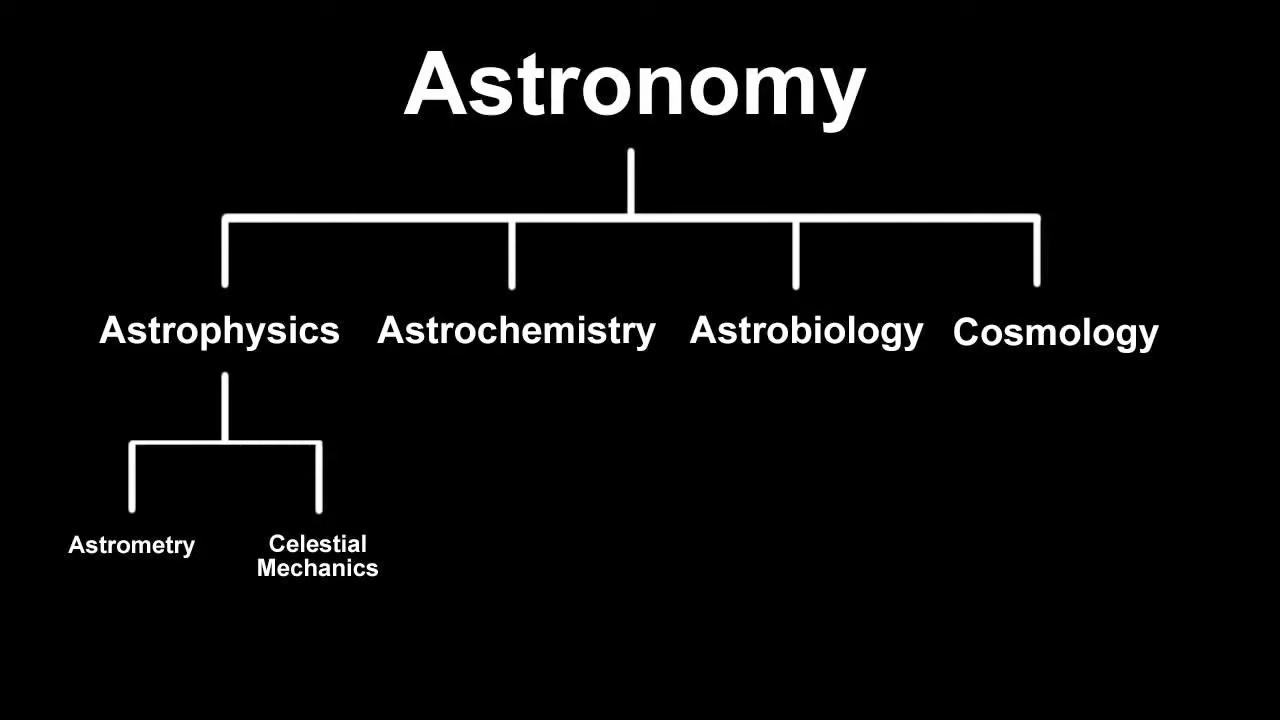 Astronomy
Astrophysics
Astrochemistry
Astrobiology
Cosmology
Astrometry
Celestial
Mechanics